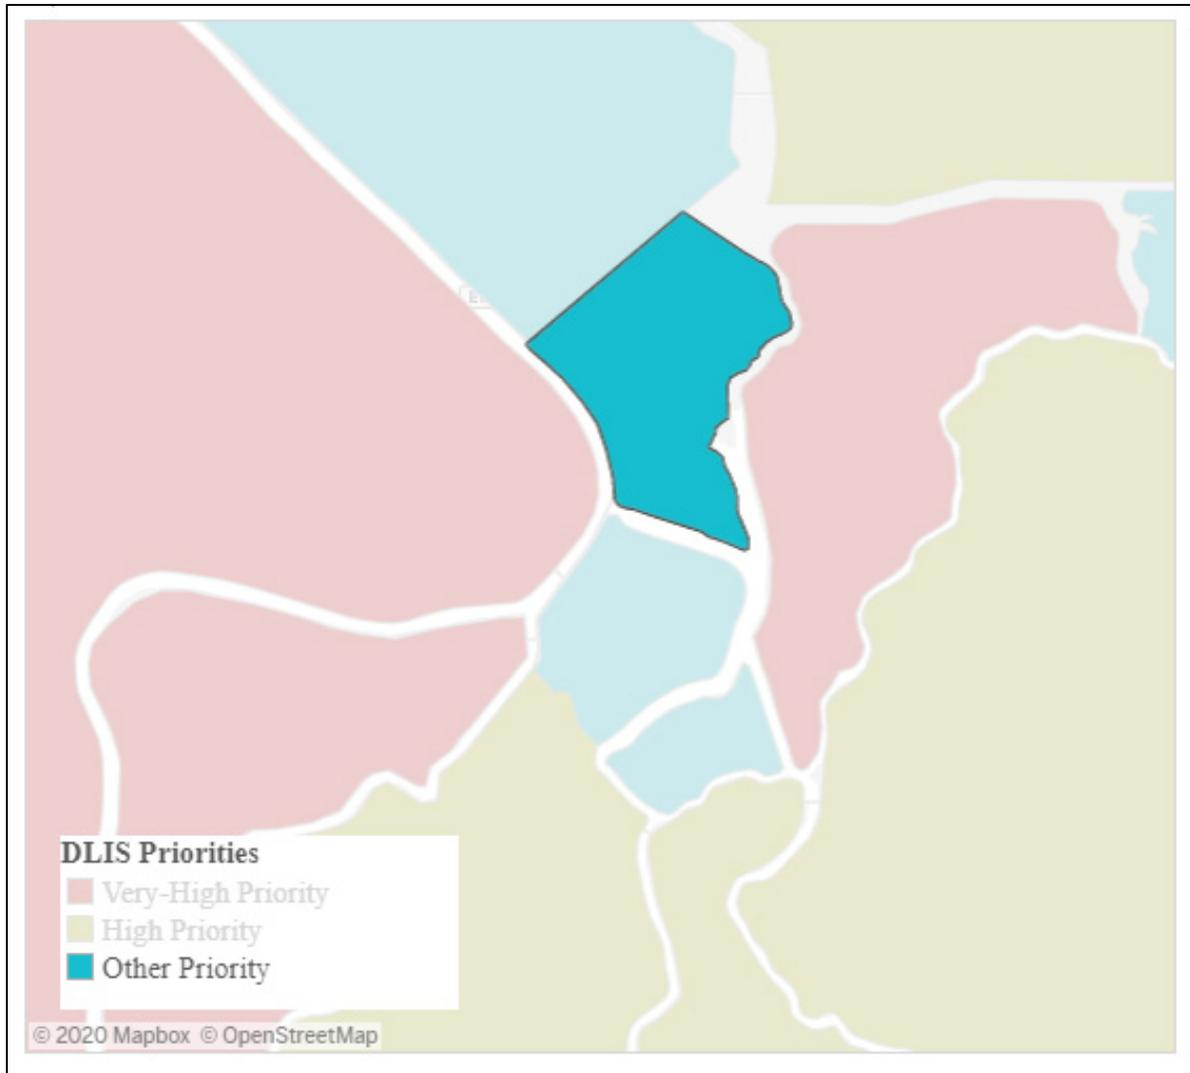 DLIS Priorities
Very-High Priority
High Priority
Other Priority
© 2020 Mapbox © OpenStreetMap